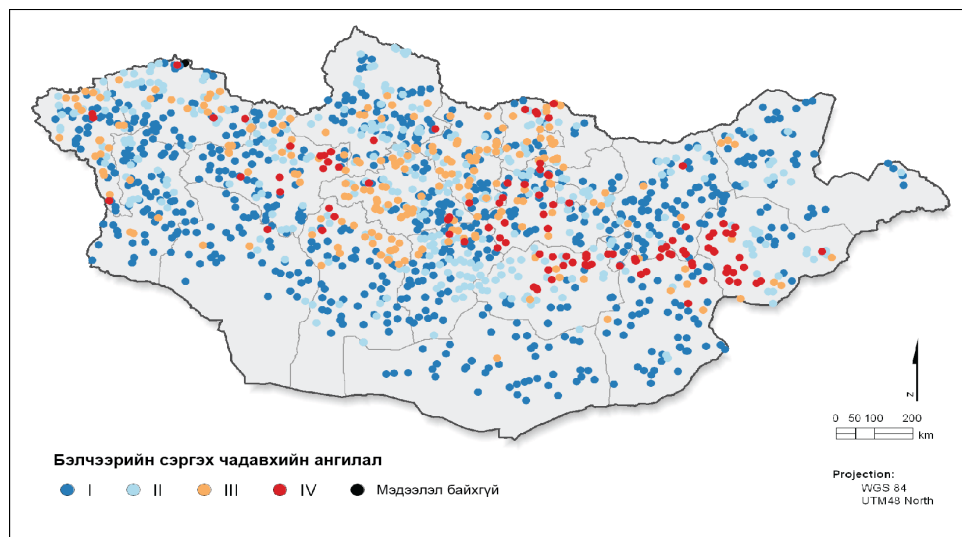 z
0 50 100 200
km
Бэлчээрийн сэргэх чадавхийн ангилал
I II III IV Мэдээлэл байхгүй
Projection:
WGS 84
UTM48 North